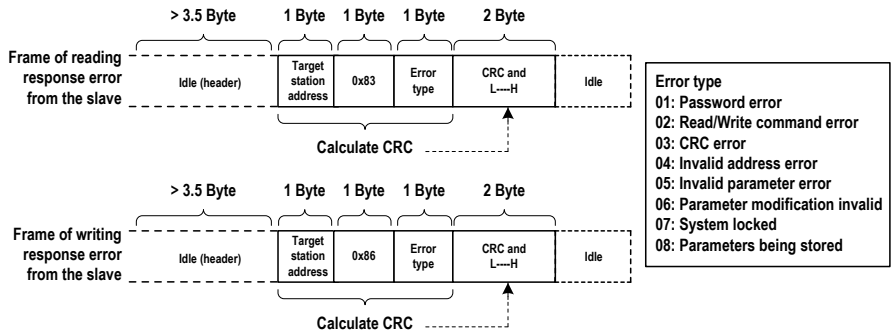 > 3.5 Byte 1 Byte 1 Byte 1 Byte 2 Byte
Frame of reading
response error
from the slave
Idle (header)
Target
station
address
0x83
Error
type
CRC and
L----H
Idle
Calculate CRC
> 3.5 Byte 1 Byte 1 Byte 1 Byte 2 Byte
Frame of writing
response error
from the slave
Idle (header)
Target
station
address
0x86
Error
type
CRC and
L----H
Idle
Calculate CRC
Error type
01: Password error
02: Read/Write command error
03: CRC error
04: Invalid address error
05: Invalid parameter error
06: Parameter modification invalid
07: System locked
08: Parameters being stored